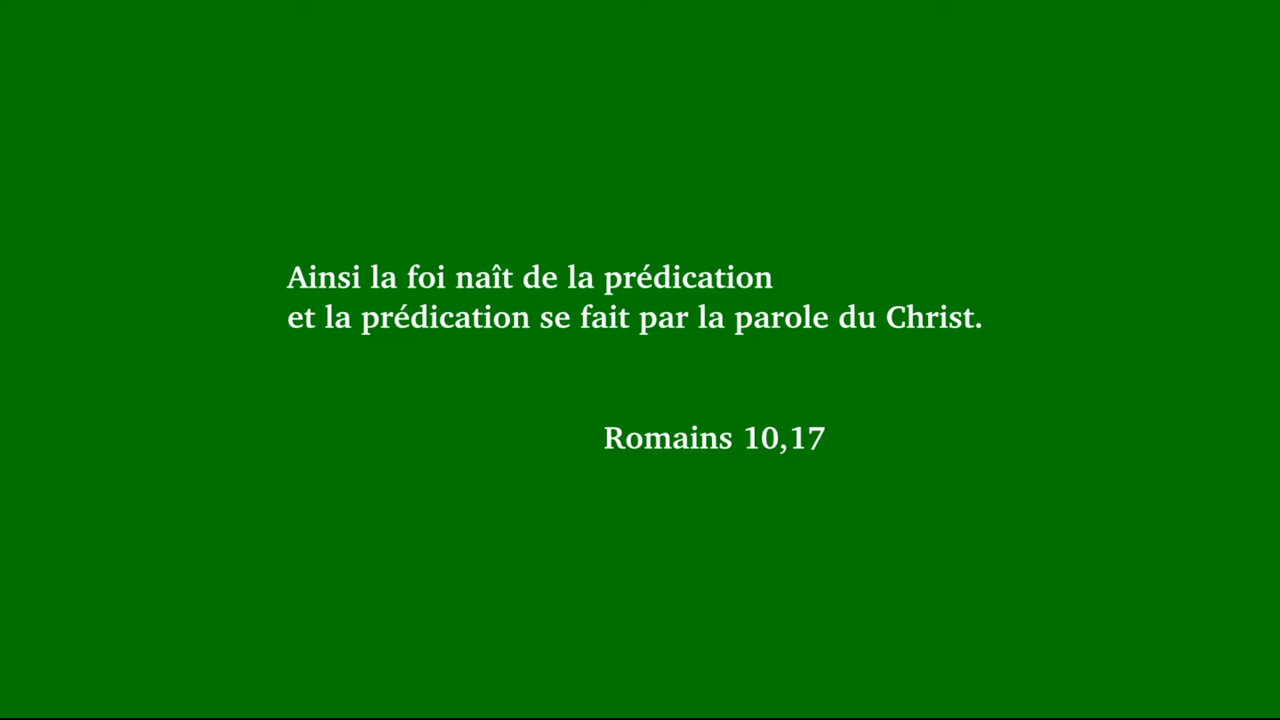 Ainsi la foi naît de la prédication
et la prédication se fait par la parole du Christ.
Romains 10,17